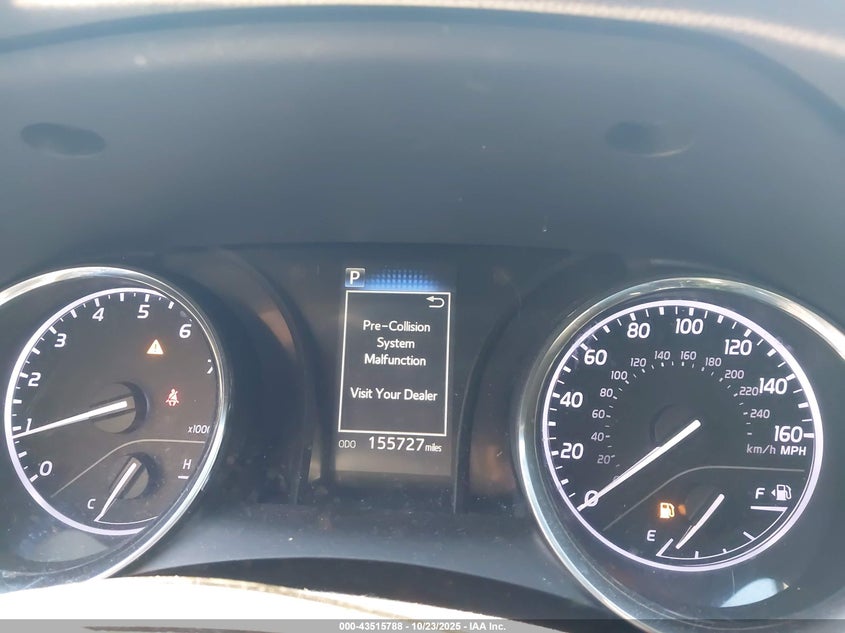 P
Pre-Collision
System
Malfunction
Visit Your Dealer
ODO 155727 miles
0
1
2
3
4
5
6
x1000
C
H
0
20
40
60
80
100
120
140
160
20
40
60
80
100
120
140
160
180
200
220
240
km/h MPH
E
F
000-43515788 - 10/23/2025 - IAA Inc.